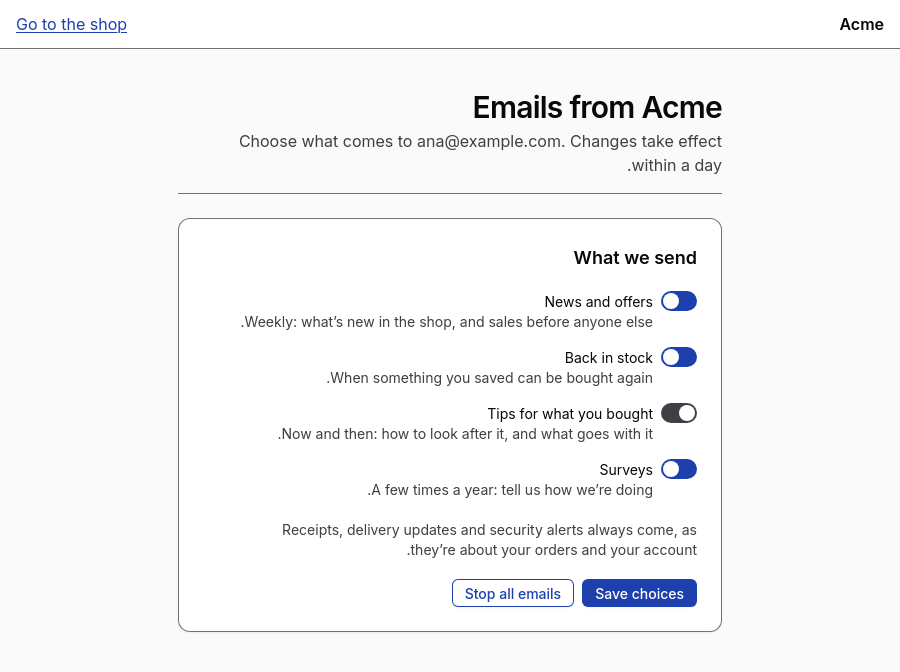 Acme
Go to the shop
Emails from Acme
Choose what comes to ana@example.com. Changes take effect
within a day.
What we send
News and offers
Weekly: what’s new in the shop, and sales before anyone else.
Back in stock
When something you saved can be bought again.
Tips for what you bought
Now and then: how to look after it, and what goes with it.
Surveys
A few times a year: tell us how we’re doing.
Receipts, delivery updates and security alerts always come, as
they’re about your orders and your account.
Save choices
Stop all emails